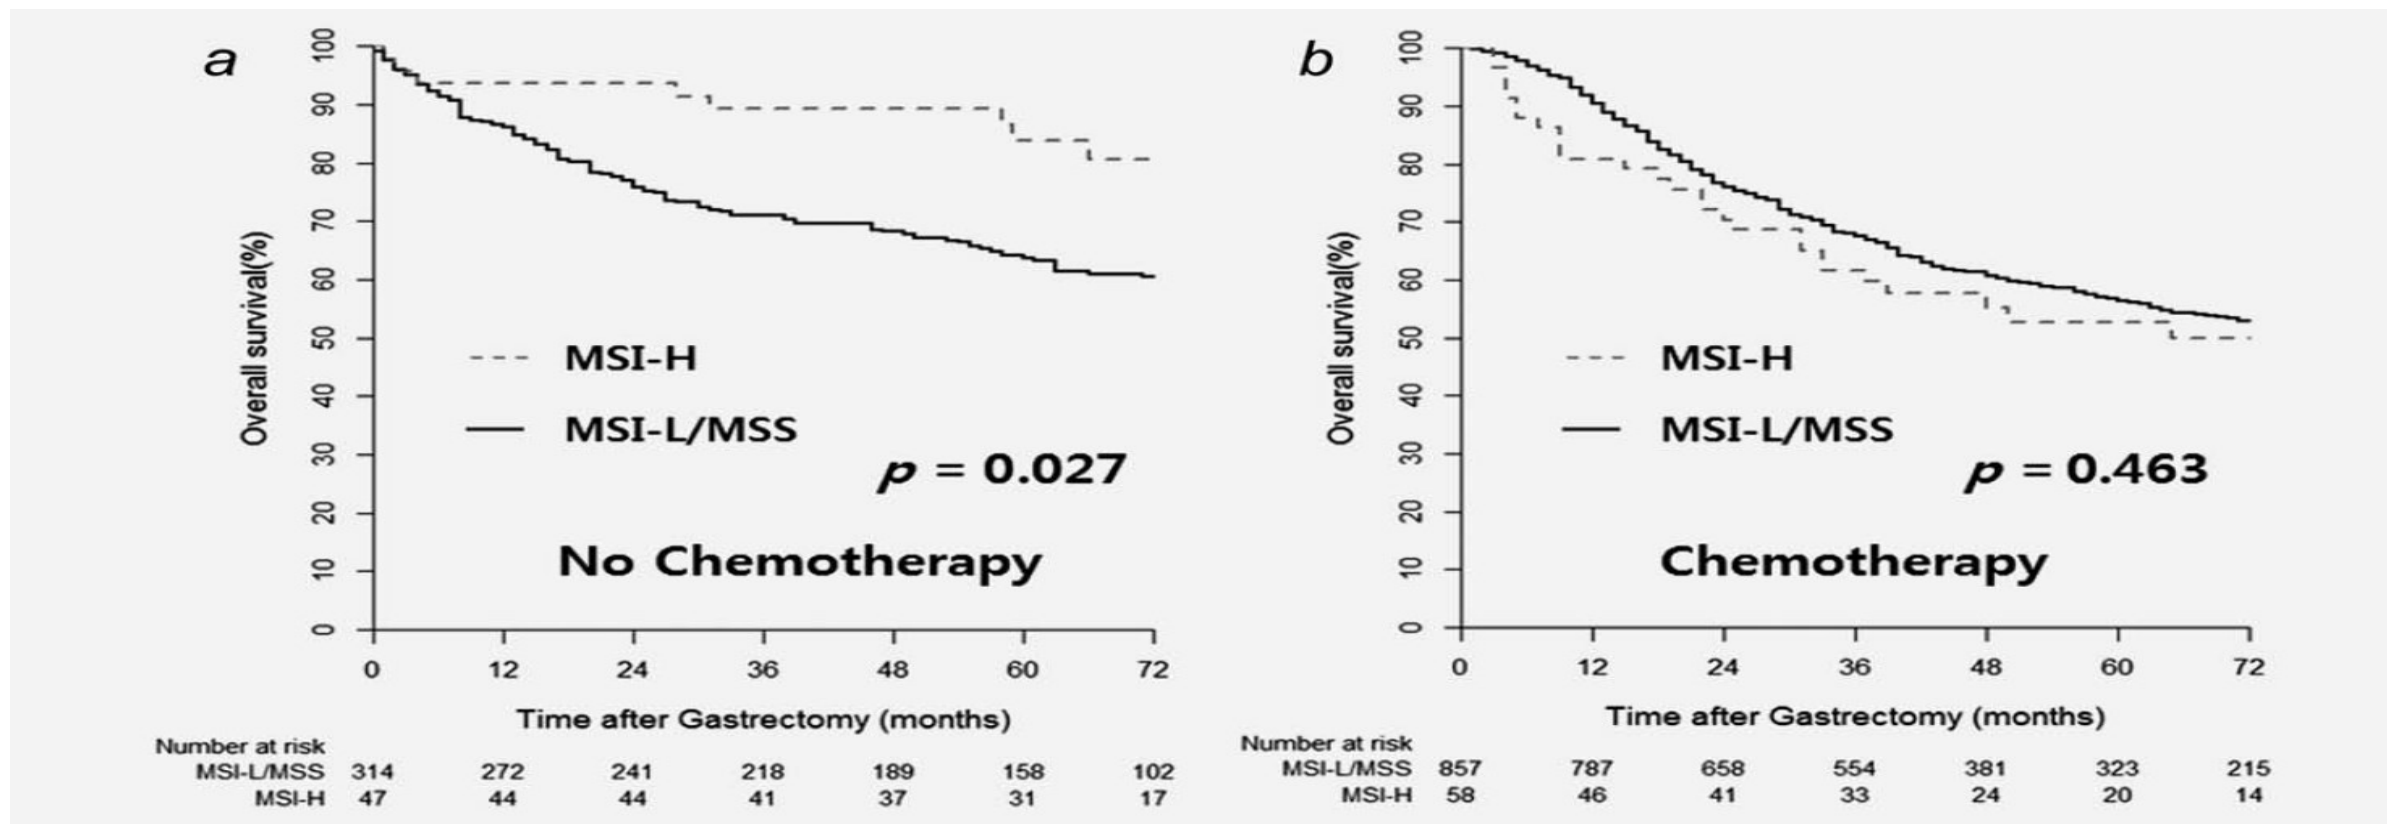 a
100
90
80
70
60
50
40
30
20
10
0
Overall survival(%)
MSI-H
MSI-L/MSS
p = 0.027
No Chemotherapy
0 12 24 36 48 60 72
Time after Gastrectomy (months)
Number at risk
MSI-L/MSS 314 272 241 218 189 158 102
MSI-H 47 44 44 41 37 31 17
b
100
90
80
70
60
50
40
30
20
10
0
Overall survival(%)
MSI-H
MSI-L/MSS
p = 0.463
Chemotherapy
0 12 24 36 48 60 72
Time after Gastrectomy (months)
Number at risk
MSI-L/MSS 857 787 658 554 381 323 215
MSI-H 58 46 41 33 24 20 14